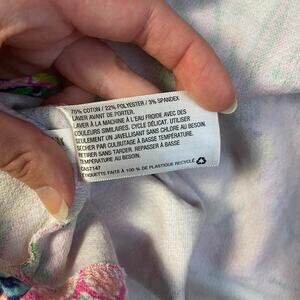 75% COTON / 22% POLYESTER / 3% SPANDEX
LAVER AVANT DE PORTER.
LAVER À LA MACHINE À L'EAU FROIDE AVEC DES
COULEURS SIMILAIRES. CYCLE DÉLICAT. UTILISER
SEULEMENT UN JAVELLISANT SANS CHLORE AU BESOIN.
SÉCHER PAR CULBUTAGE À BASSE TEMPÉRATURE.
RETIRER SANS TARDER. REPASSER À BASSE
TEMPÉRATURE AU BESOIN.
CA57147
ÉTIQUETTE FAITE À 100 % DE PLASTIQUE RECYCLÉ